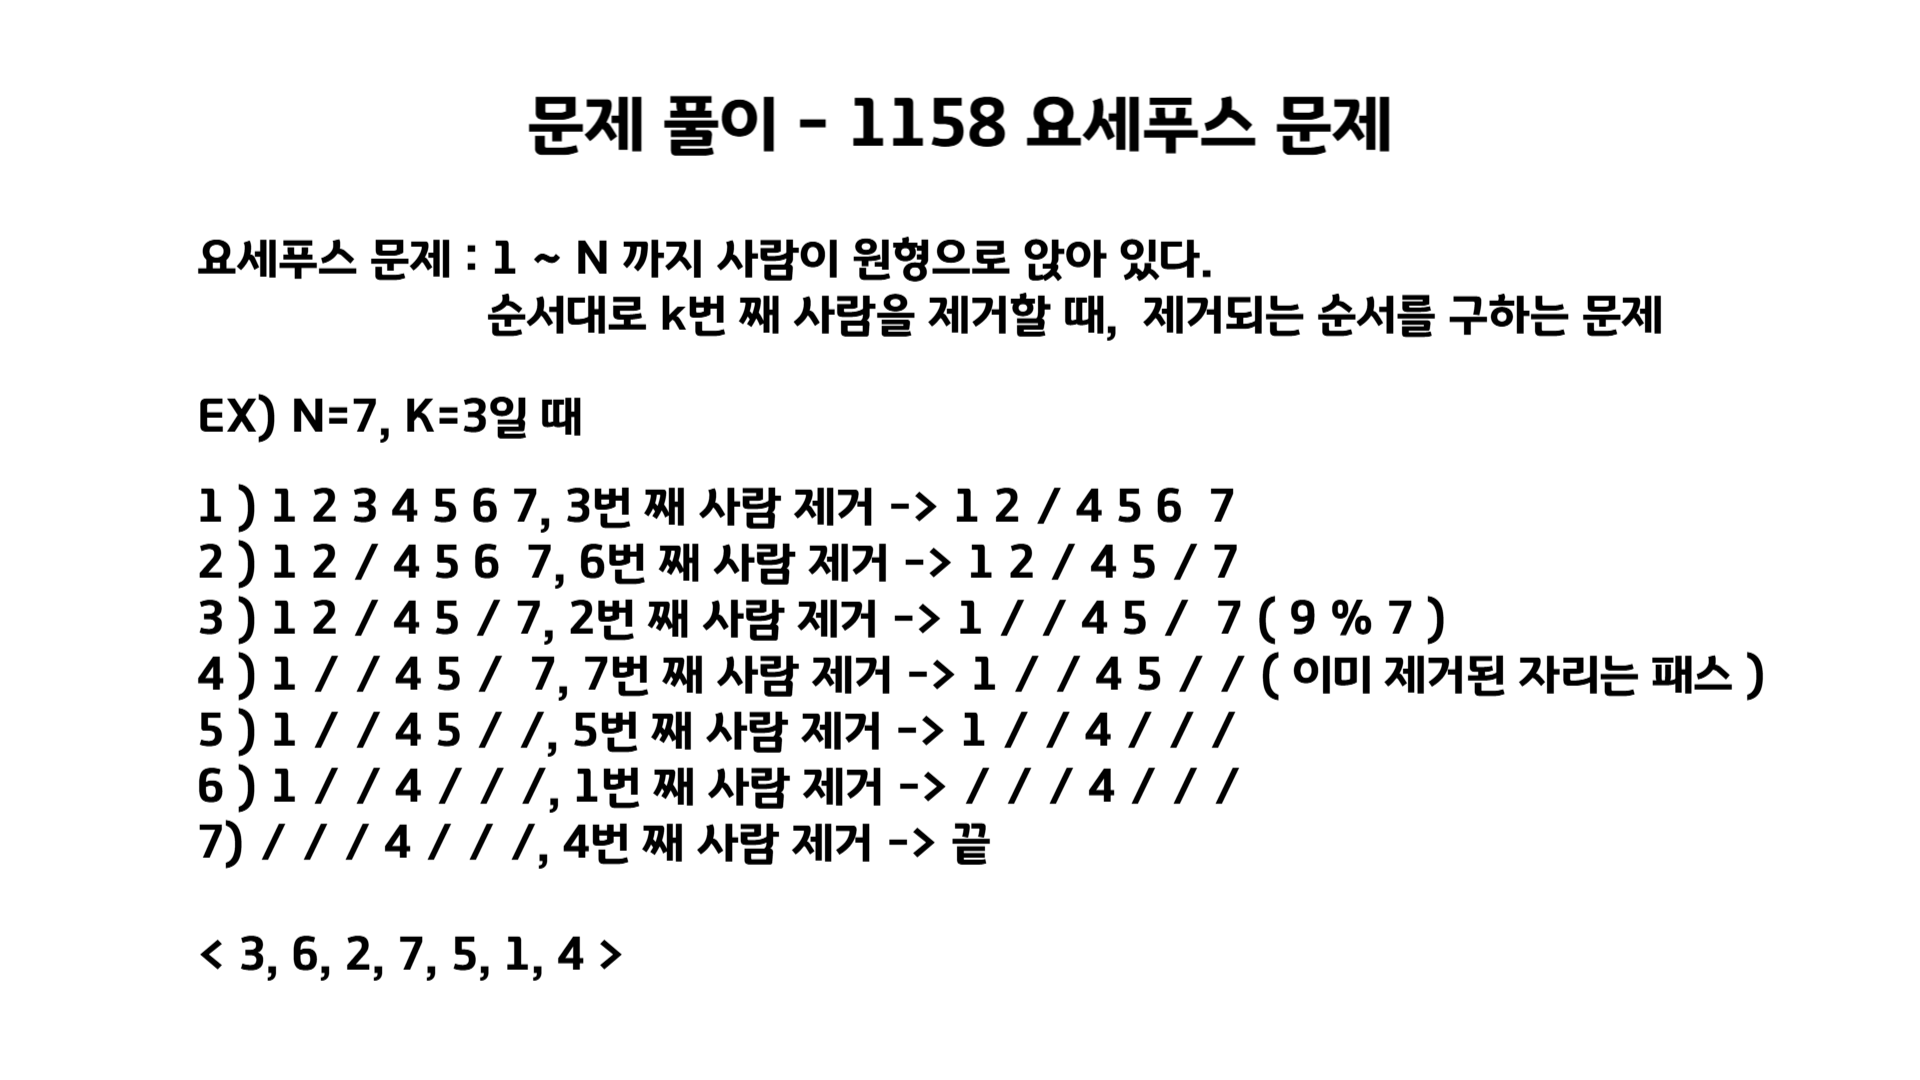 문제 풀이 - 1158 요세푸스 문제
요세푸스 문제 : 1 ~ N 까지 사람이 원형으로 앉아 있다.
순서대로 k번 째 사람을 제거할 때, 제거되는 순서를 구하는 문제
EX) N=7, K=3일 때
1 ) 1 2 3 4 5 6 7, 3번 째 사람 제거 -> 1 2 / 4 5 6 7
2 ) 1 2 / 4 5 6 7, 6번 째 사람 제거 -> 1 2 / 4 5 / 7
3 ) 1 2 / 4 5 / 7, 2번 째 사람 제거 -> 1 / / 4 5 / 7 ( 9 % 7 )
4 ) 1 / / 4 5 / 7, 7번 째 사람 제거 -> 1 / / 4 5 / / ( 이미 제거된 자리는 패스 )
5 ) 1 / / 4 5 / /, 5번 째 사람 제거 -> 1 / / 4 / / /
6 ) 1 / / 4 / / /, 1번 째 사람 제거 -> / / / 4 / / /
7) / / / 4 / / /, 4번 째 사람 제거 -> 끝
< 3, 6, 2, 7, 5, 1, 4 >